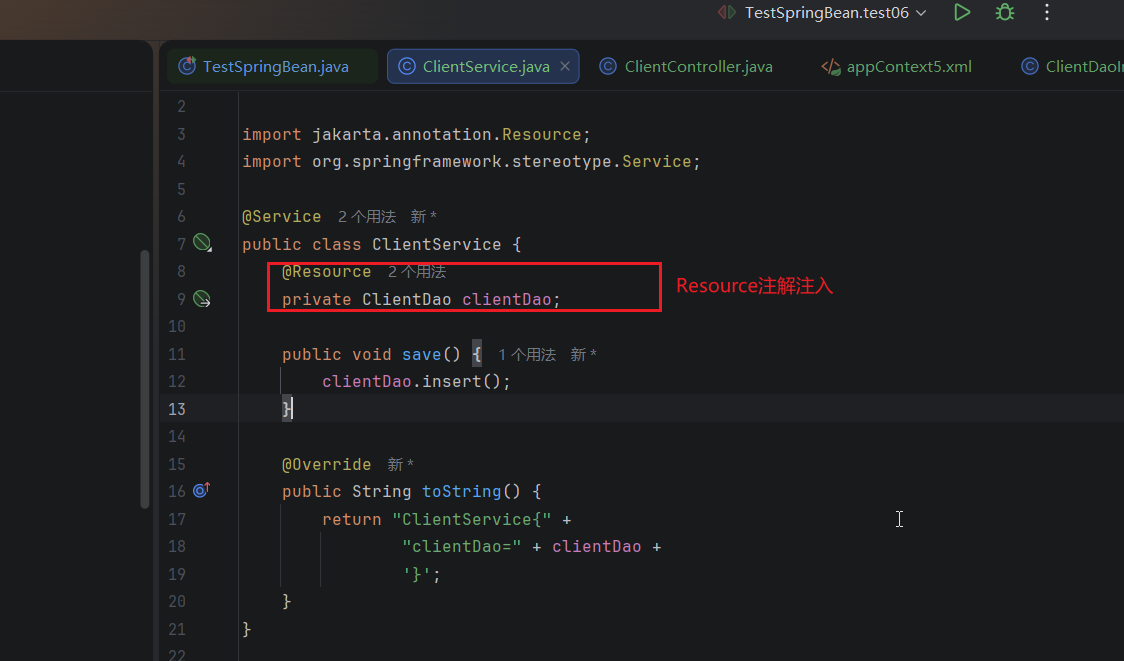 TestSpringBean.test06
TestSpringBean.java
ClientService.java
ClientController.java
appContext5.xml
ClientDaoI
2
3 import jakarta.annotation.Resource;
4 import org.springframework.stereotype.Service;
5
6 @Service 2 个用法 新 *
7 public class ClientService {
8 @Resource 2 个用法
9 private ClientDao clientDao;
Resource注解注入
10
11 public void save() { 1 个用法 新 *
12 clientDao.insert();
13 }
14
15 @Override 新 *
16 public String toString() {
17 return "ClientService{" +
18 "clientDao=" + clientDao +
19 '}';
20 }
21 }
22